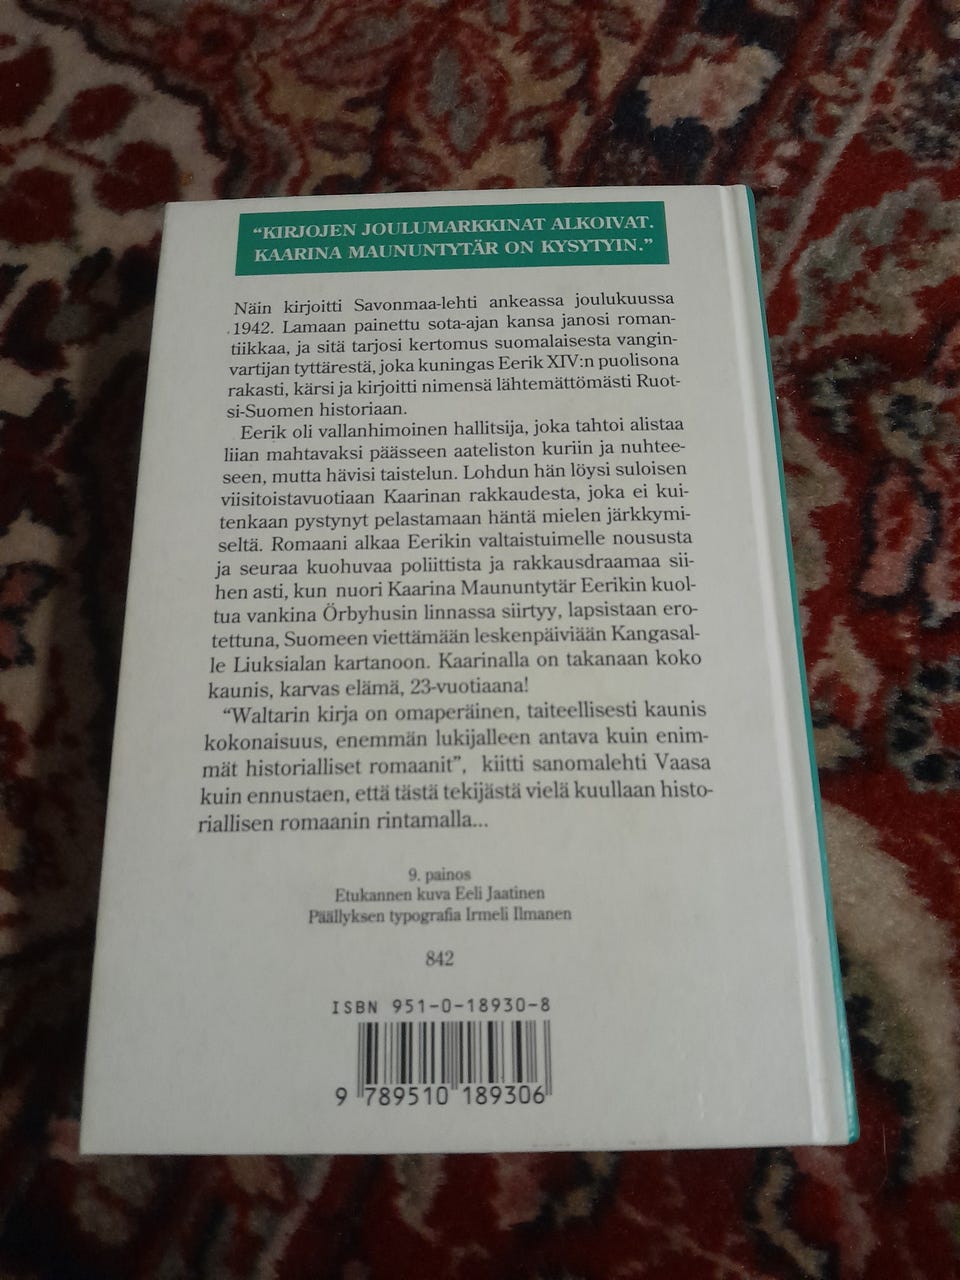 “KIRJOJEN JOULUMARKKINAT ALKOIVAT.
KAARINA MAUNUNTYTÄR ON KYSYTYIN.”
Näin kirjoitti Savonmaa-lehti ankeassa joulukuussa
1942. Lamaan painettu sota-ajan kansa janosi roman-
tiikkaa, ja sitä tarjosi kertomus suomalaisesta vangin-
vartijan tyttärestä, joka kuningas Eerik XIV:n puolisona
rakasti, kärsi ja kirjoitti nimensä lähtemättömästi Ruot-
si-Suomen historiaan.
Eerik oli vallanhimoinen hallitsija, joka tahtoi alistaa
liian mahtavaksi päässeen aateliston kuriin ja nuhtee-
seen, mutta hävisi taistelun. Lohdun hän löysi suloisen
viisitoistavuotiaan Kaarinan rakkaudesta, joka ei kui-
tenkaan pystynyt pelastamaan häntä mielen järkkymi-
seltä. Romaani alkaa Eerikin valtaistuimelle noususta
ja seuraa kuohuvaa poliittista ja rakkausdraamaa sii-
hen asti, kun nuori Kaarina Maununtytär Eerikin kuol-
tua vankina Örbyhusin linnassa siirtyy, lapsistaan ero-
tettuna, Suomeen viettämään leskenpäiviään Kangasal-
le Liuksialan kartanoon. Kaarinalla on takanaan koko
kaunis, karvas elämä, 23-vuotiaana!
“Waltarin kirja on omaperäinen, taiteellisesti kaunis
kokonaisuus, enemmän lukijalleen antava kuin enim-
mät historialliset romaanit”, kiitti sanomalehti Vaasa
kuin ennustaen, että tästä tekijästä vielä kuullaan histo-
riallisen romaanin rintamalla...
9. painos
Etukannen kuva Eeli Jaatinen
Päällyksen typografia Irmeli Ilmanen
842
ISBN 951-0-18930-8
9 789510 189306